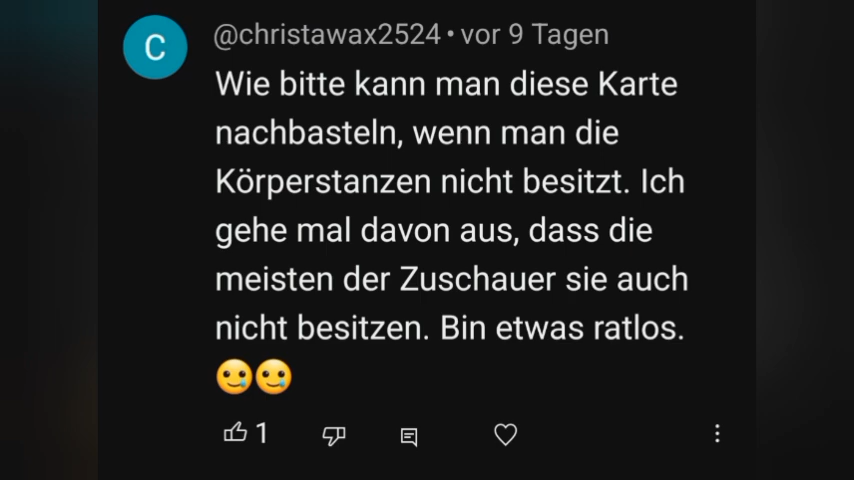 C
@christawax2524 • vor 9 Tagen
Wie bitte kann man diese Karte
nachbasteln, wenn man die
Körperstanzen nicht besitzt. Ich
gehe mal davon aus, dass die
meisten der Zuschauer sie auch
nicht besitzen. Bin etwas ratlos.
🥲🥲
1